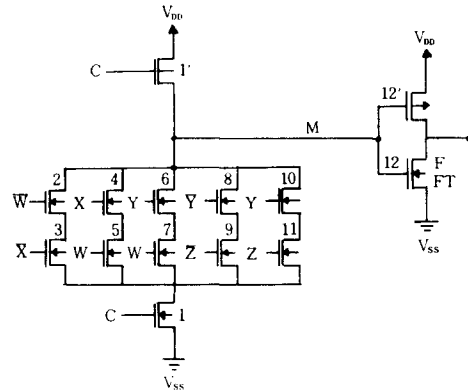 V_DD
C 1'
V_DD
12'
M
12 F
FT
V_SS
2 4 6 8 10
W̅ X Y Y̅ Y
3 5 7 9 11
X̅ W W Z̅ Z
C 1
V_SS